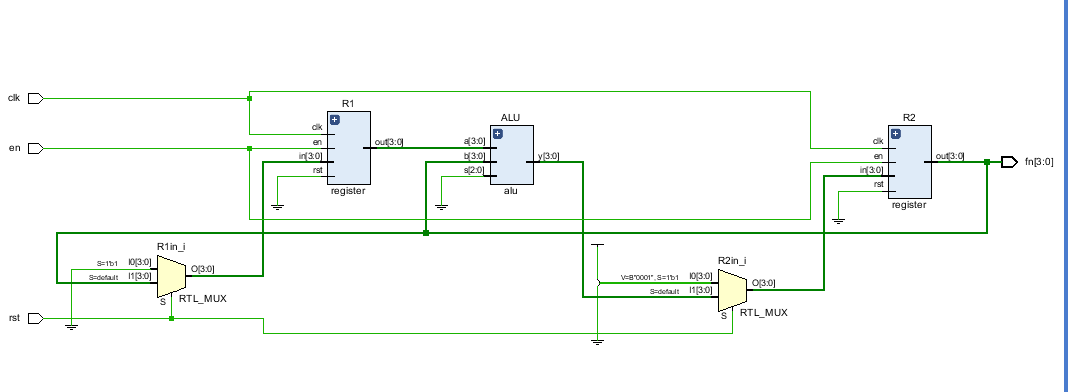 clk
en
R1
clk
en
in[3:0]
rst
out[3:0]
register
ALU
a[3:0]
b[3:0]
s[2:0]
y[3:0]
alu
R2
clk
en
in[3:0]
rst
out[3:0]
register
fn[3:0]
R1in_i
S=1'b1
I0[3:0]
S=default
I1[3:0]
O[3:0]
S
RTL_MUX
R2in_i
V=B"0001", S=1'b1
I0[3:0]
S=default
I1[3:0]
O[3:0]
S
RTL_MUX
rst